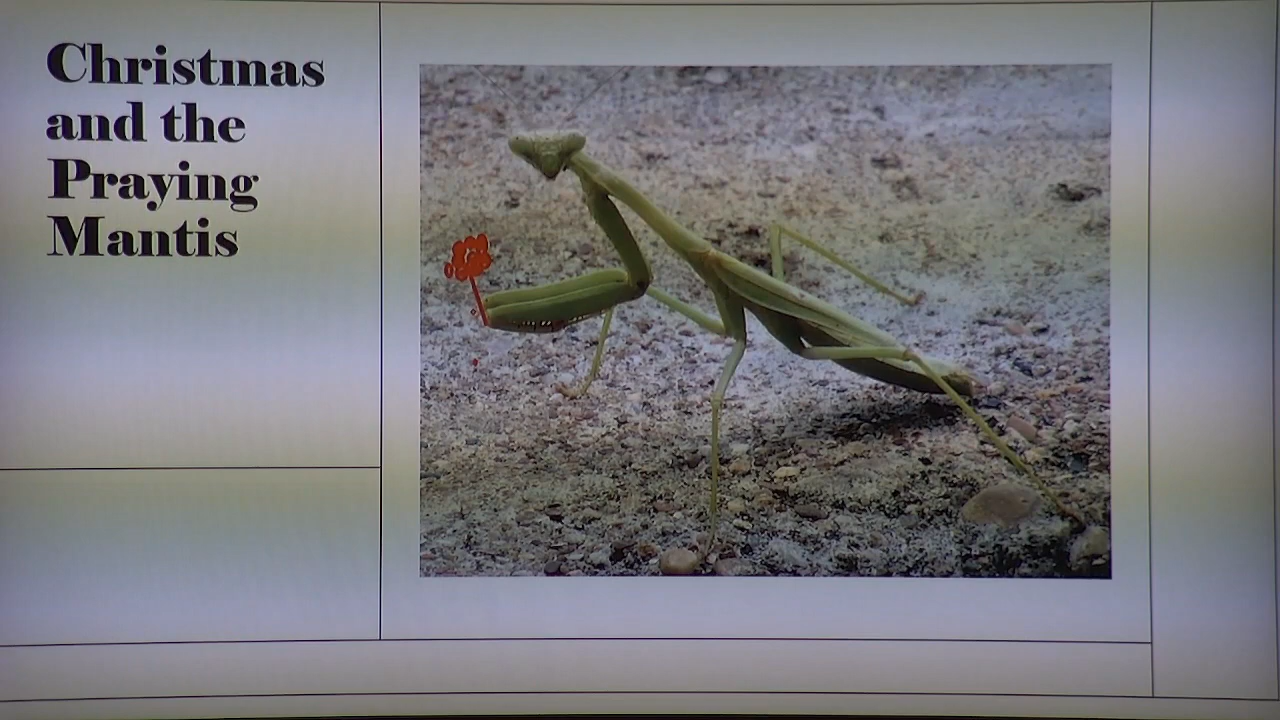 Christmas
and the
Praying
Mantis